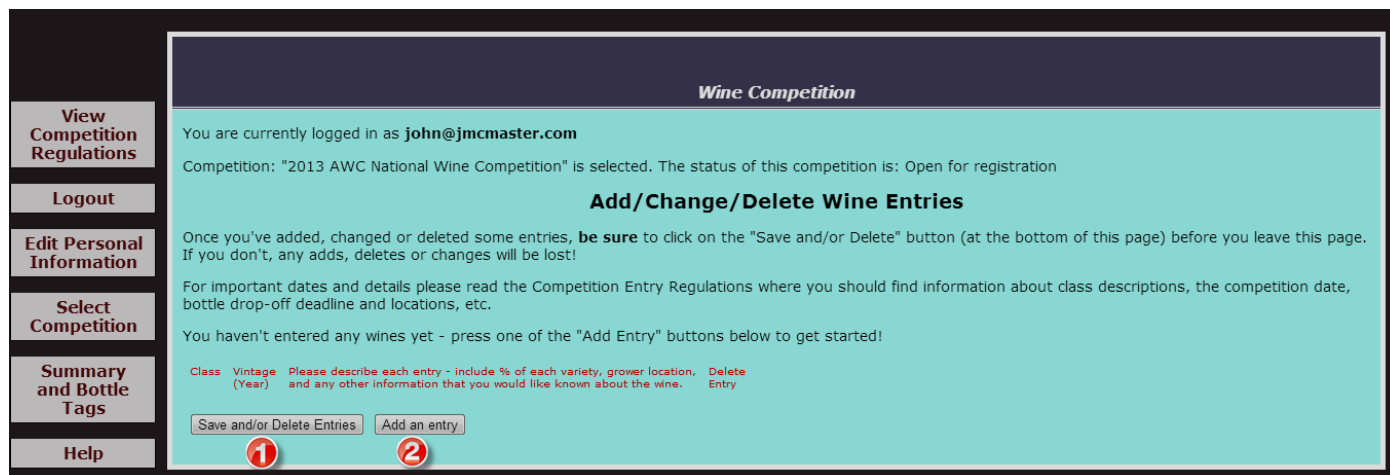 Wine Competition
View
Competition
Regulations
Logout
Edit Personal
Information
Select
Competition
Summary
and Bottle
Tags
Help
You are currently logged in as john@jmcmaster.com
Competition: "2013 AWC National Wine Competition" is selected. The status of this competition is: Open for registration
Add/Change/Delete Wine Entries
Once you've added, changed or deleted some entries, be sure to click on the "Save and/or Delete" button (at the bottom of this page) before you leave this page.
If you don't, any adds, deletes or changes will be lost!
For important dates and details please read the Competition Entry Regulations where you should find information about class descriptions, the competition date,
bottle drop-off deadline and locations, etc.
You haven't entered any wines yet - press one of the "Add Entry" buttons below to get started!
Class Vintage Please describe each entry - include % of each variety, grower location, Delete
(Year) and any other information that you would like known about the wine. Entry
Save and/or Delete Entries Add an entry
1 2